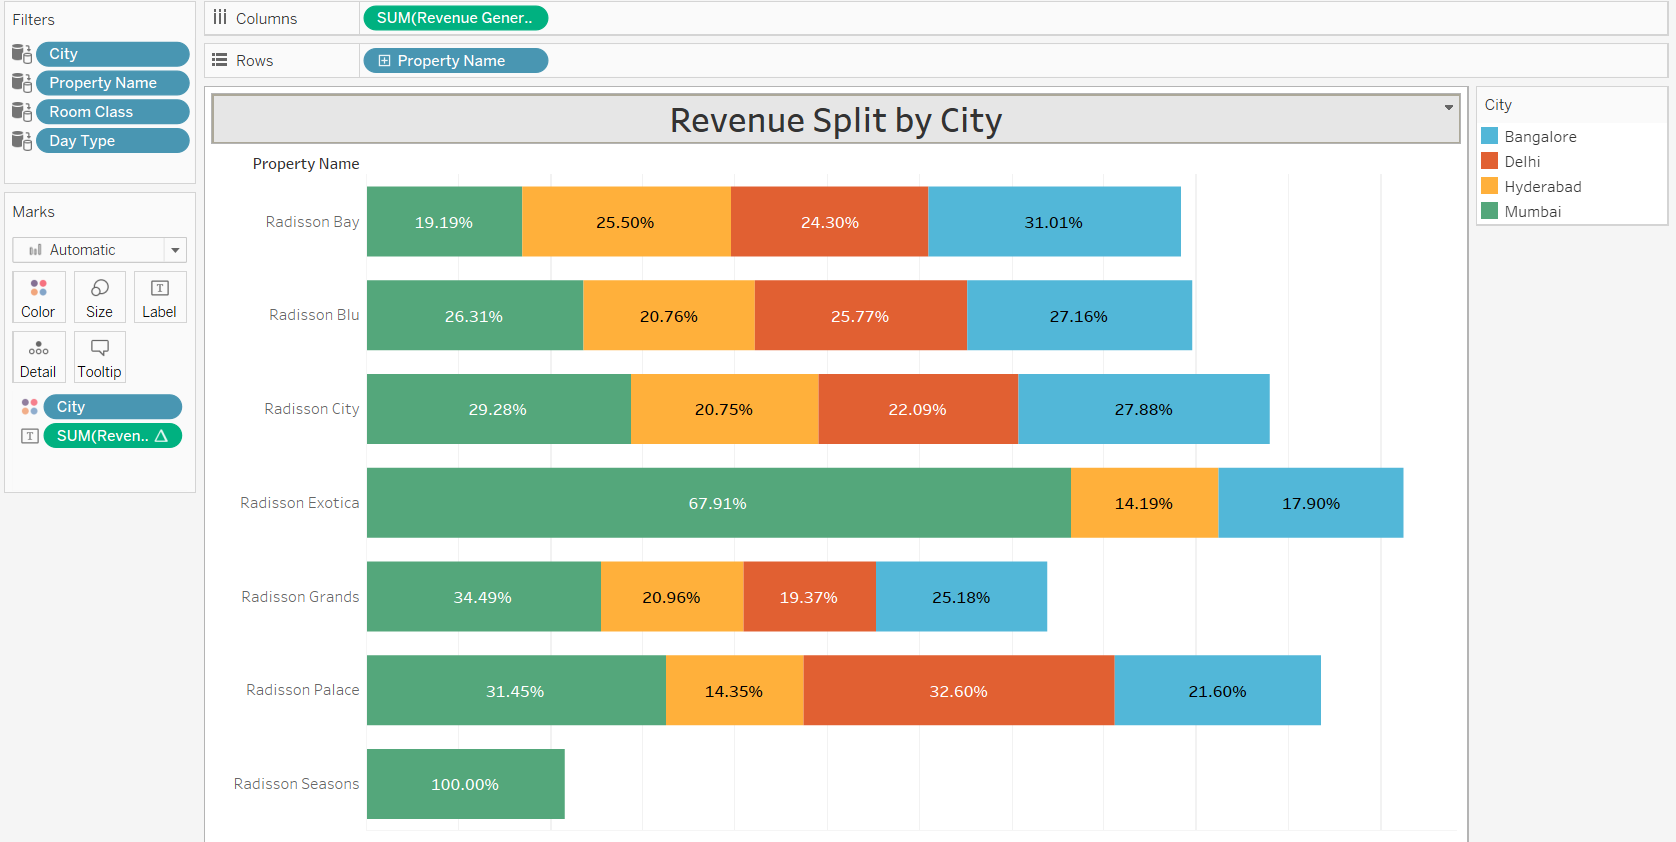 Filters
City
Property Name
Room Class
Day Type
Marks
Automatic
Color Size Label
Detail Tooltip
City
SUM(Reven..
Columns SUM(Revenue Gener..
Rows Property Name
Revenue Split by City
Property Name
Radisson Bay 19.19% 25.50% 24.30% 31.01%
Radisson Blu 26.31% 20.76% 25.77% 27.16%
Radisson City 29.28% 20.75% 22.09% 27.88%
Radisson Exotica 67.91% 14.19% 17.90%
Radisson Grands 34.49% 20.96% 19.37% 25.18%
Radisson Palace 31.45% 14.35% 32.60% 21.60%
Radisson Seasons 100.00%
City
Bangalore
Delhi
Hyderabad
Mumbai